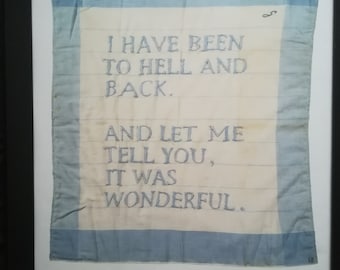 I HAVE BEEN
TO HELL AND
BACK.
AND LET ME
TELL YOU,
IT WAS
WONDERFUL.